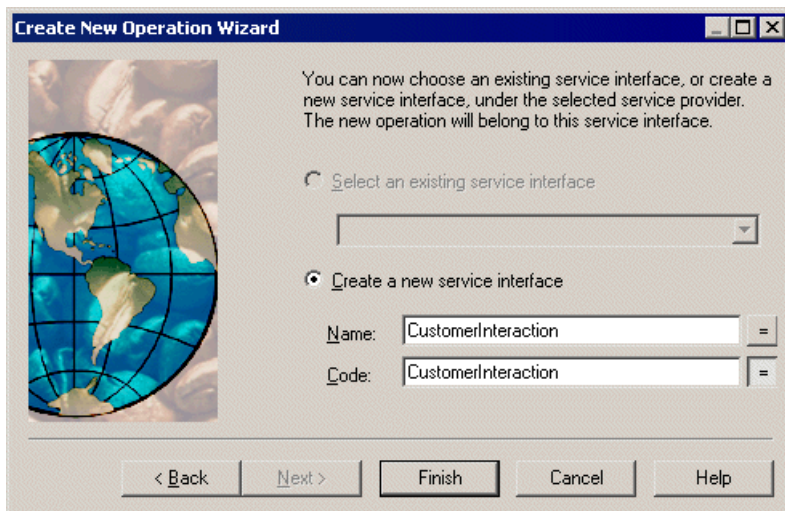 Create New Operation Wizard
You can now choose an existing service interface, or create a
new service interface, under the selected service provider.
The new operation will belong to this service interface.
Select an existing service interface
Create a new service interface
Name: CustomerInteraction =
Code: CustomerInteraction =
< Back Next > Finish Cancel Help